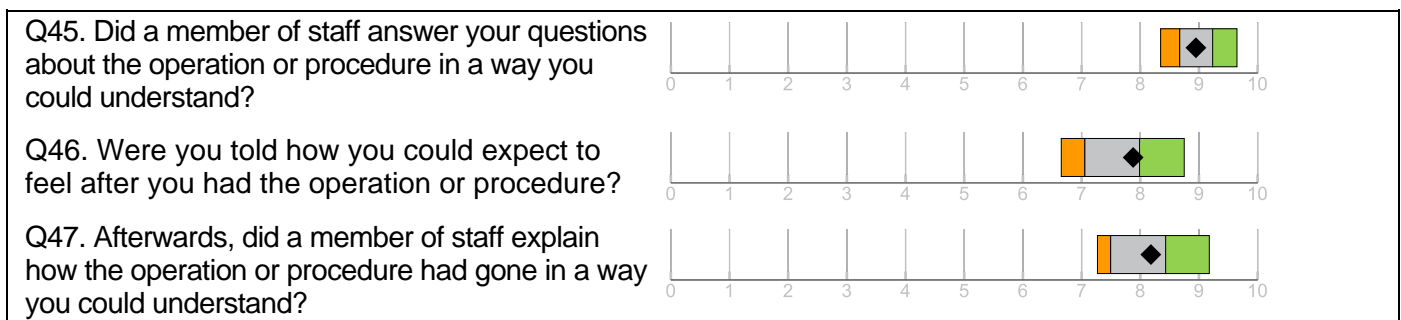 Q45. Did a member of staff answer your questions
about the operation or procedure in a way you
could understand?
0 1 2 3 4 5 6 7 8 9 10
Q46. Were you told how you could expect to
feel after you had the operation or procedure?
0 1 2 3 4 5 6 7 8 9 10
Q47. Afterwards, did a member of staff explain
how the operation or procedure had gone in a way
you could understand?
0 1 2 3 4 5 6 7 8 9 10